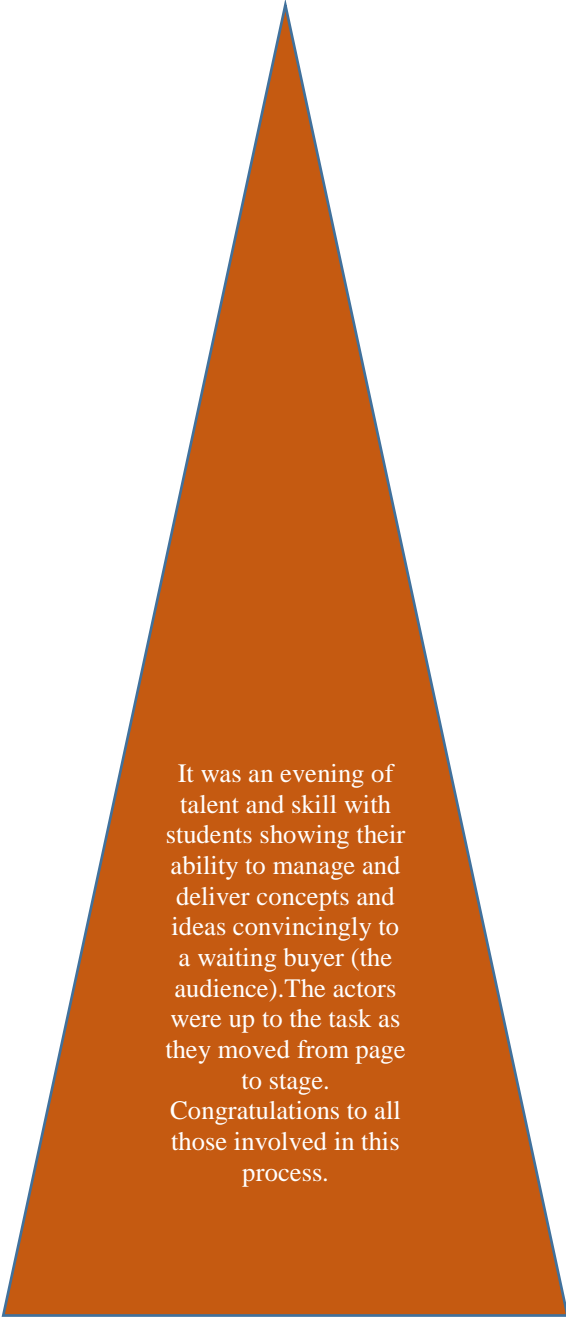 It was an evening of
talent and skill with
students showing their
ability to manage and
deliver concepts and
ideas convincingly to
a waiting buyer (the
audience).The actors
were up to the task as
they moved from page
to stage.
Congratulations to all
those involved in this
process.